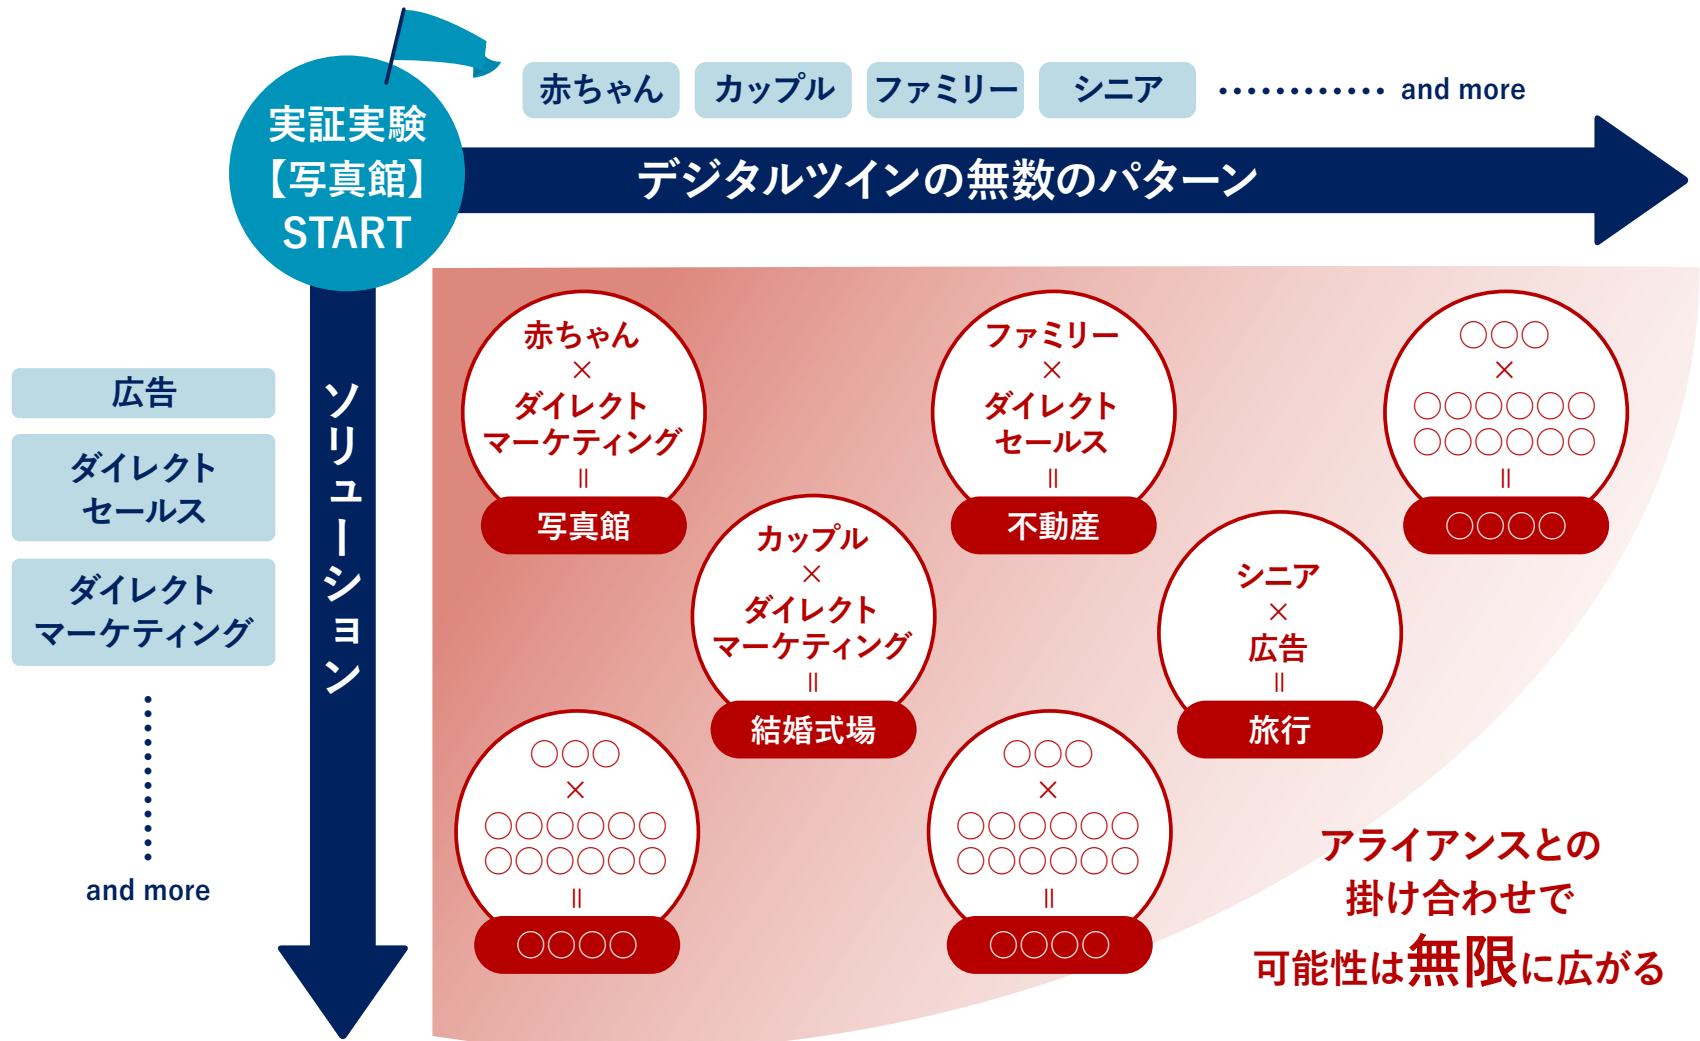 実証実験
【写真館】
START
赤ちゃん
カップル
ファミリー
シニア
............ and more
デジタルツインの無数のパターン
ソリューション
広告
ダイレクト
セールス
ダイレクト
マーケティング
and more
赤ちゃん
×
ダイレクト
マーケティング
=
写真館
ファミリー
×
ダイレクト
セールス
=
不動産
〇〇〇
×
〇〇〇〇〇〇
〇〇〇〇〇〇
=
〇〇〇〇
カップル
×
ダイレクト
マーケティング
=
結婚式場
シニア
×
広告
=
旅行
〇〇〇
×
〇〇〇〇〇〇
〇〇〇〇〇〇
=
〇〇〇〇
〇〇〇
×
〇〇〇〇〇〇
〇〇〇〇〇〇
=
〇〇〇〇
アライアンスとの
掛け合わせで
可能性は無限に広がる